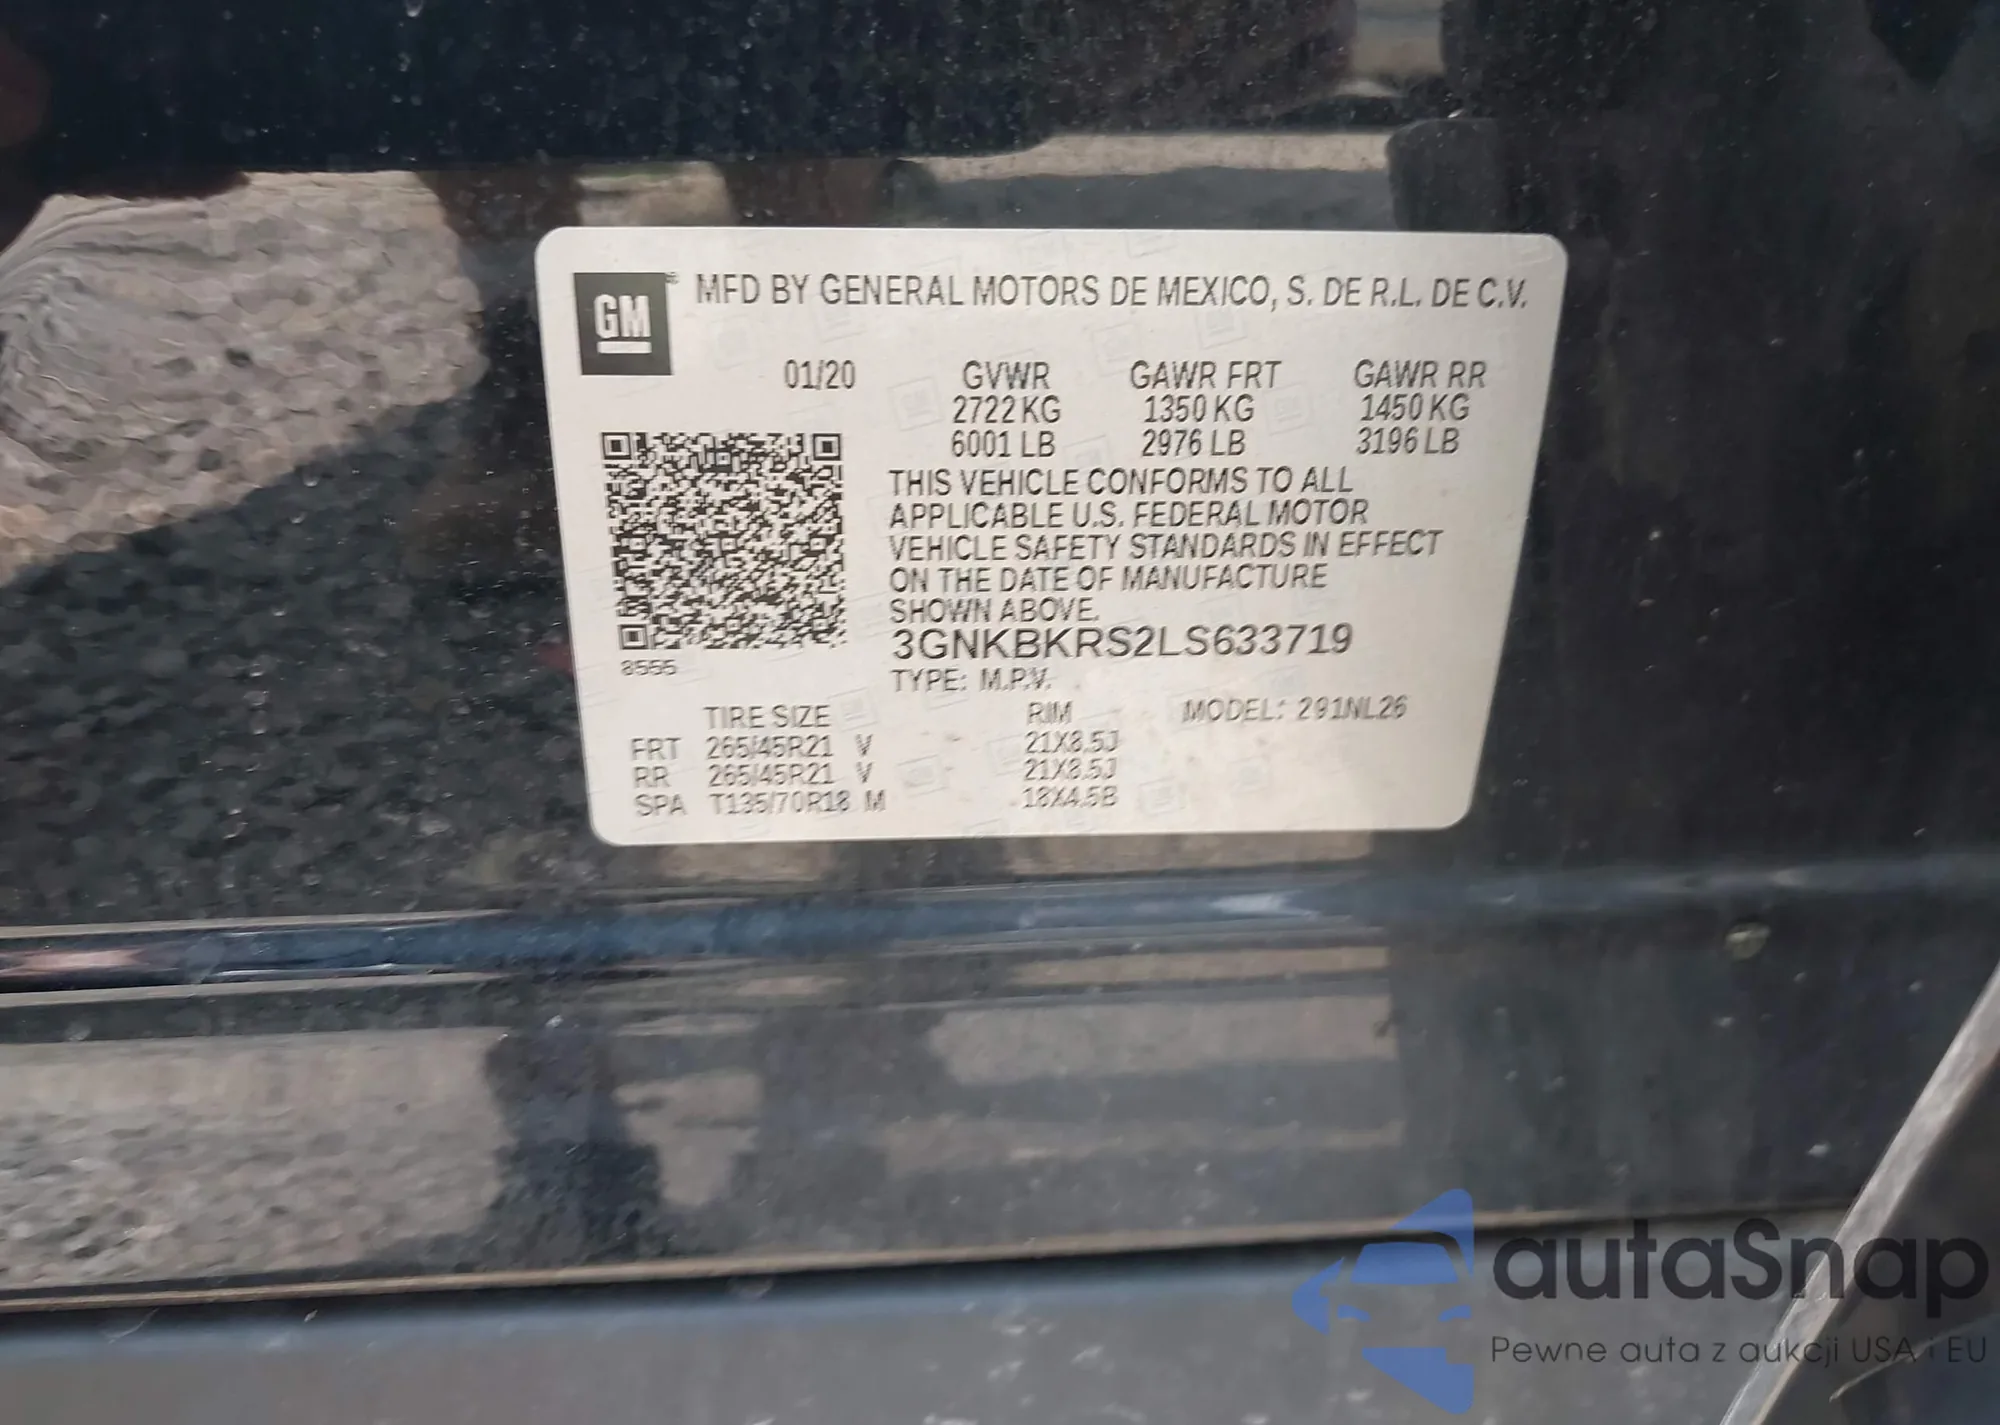 GM
® MFD BY GENERAL MOTORS DE MEXICO, S. DE R.L. DE C.V.
01/20 GVWR GAWR FRT GAWR RR
2722 KG 1350 KG 1450 KG
6001 LB 2976 LB 3196 LB
THIS VEHICLE CONFORMS TO ALL
APPLICABLE U.S. FEDERAL MOTOR
VEHICLE SAFETY STANDARDS IN EFFECT
ON THE DATE OF MANUFACTURE
SHOWN ABOVE.
3GNKBKRS2LS633719
8555
TYPE: M.P.V.
TIRE SIZE RIM MODEL: 291NL26
FRT 265/45R21 V 21X8.5J
RR 265/45R21 V 21X8.5J
SPA T135/70R18 M 18X4.5B
autaSnap
Pewne auta z aukcji USA i EU